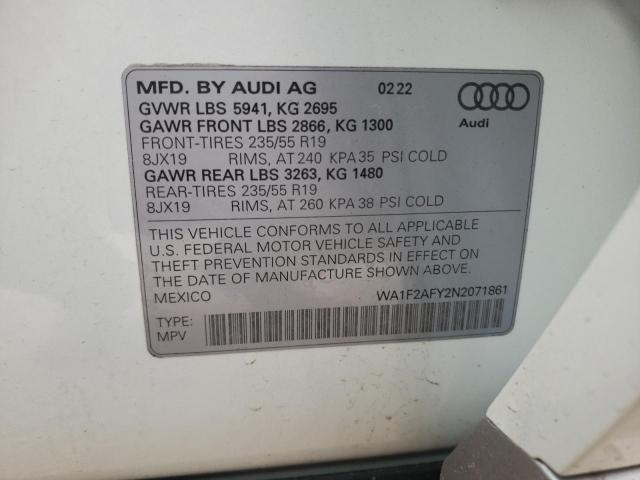 MFD. BY AUDI AG 02 22
GVWR LBS 5941, KG 2695
GAWR FRONT LBS 2866, KG 1300
FRONT-TIRES 235/55 R19
8JX19 RIMS, AT 240 KPA 35 PSI COLD
GAWR REAR LBS 3263, KG 1480
REAR-TIRES 235/55 R19
8JX19 RIMS, AT 260 KPA 38 PSI COLD
Audi
THIS VEHICLE CONFORMS TO ALL APPLICABLE
U.S. FEDERAL MOTOR VEHICLE SAFETY AND
THEFT PREVENTION STANDARDS IN EFFECT ON
THE DATE OF MANUFACTURE SHOWN ABOVE.
MEXICO WA1F2AFY2N2071861
TYPE:
MPV